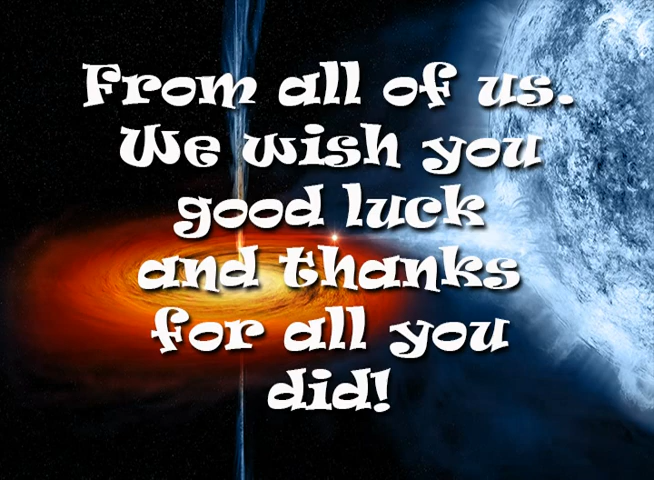 From all of us.
We wish you
good luck
and thanks
for all you
did!